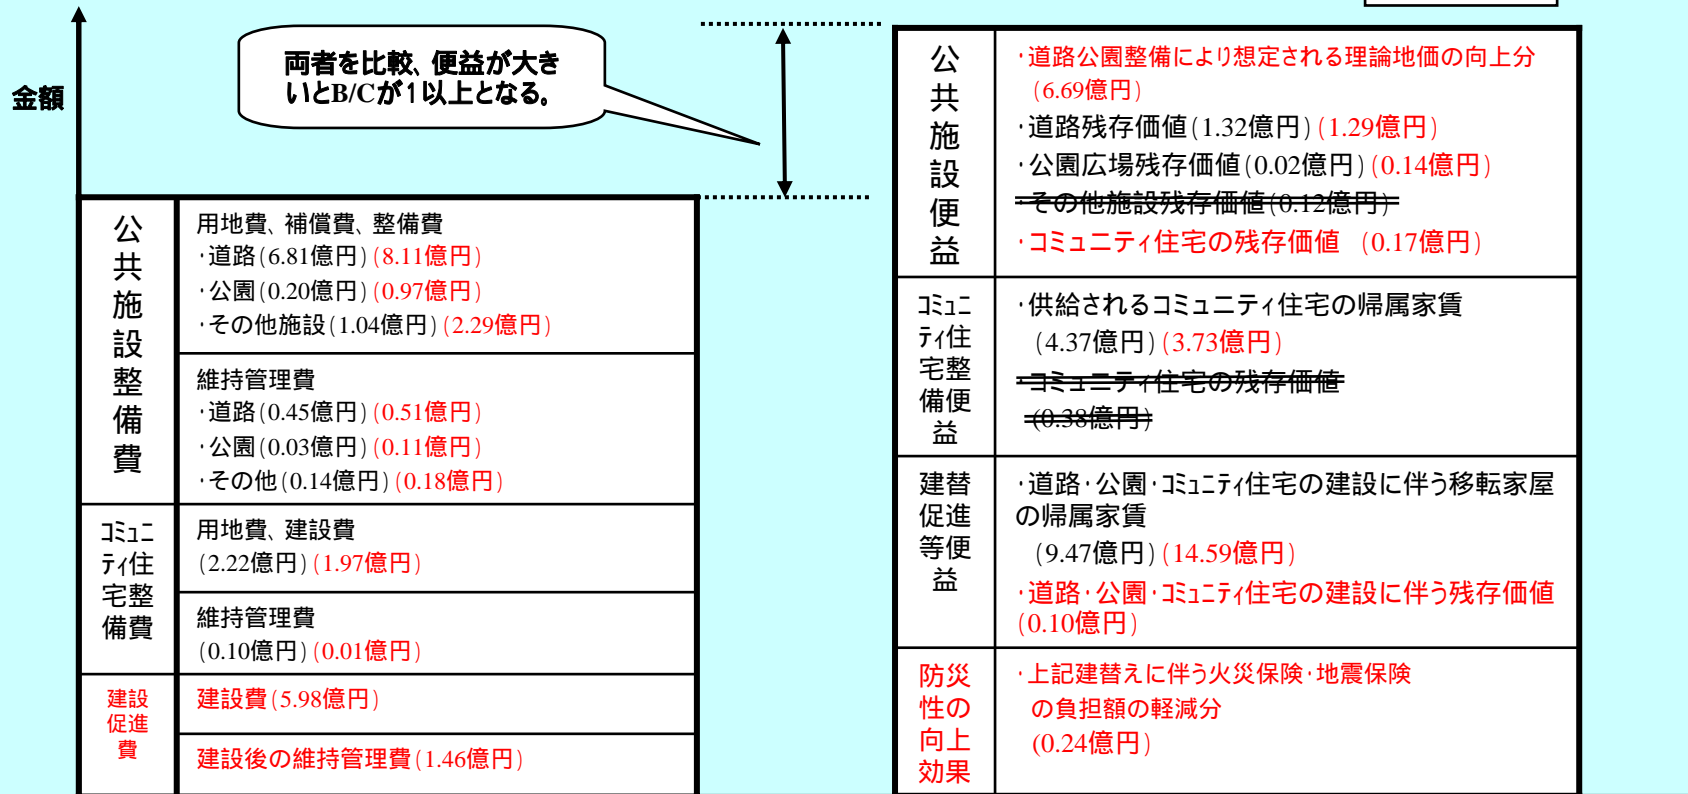 金額
両者を比較、便益が大き
いとB/Cが1以上となる。
公共施設整備費
用地費、補償費、整備費
・道路(6.81億円)(8.11億円)
・公園(0.20億円)(0.97億円)
・その他施設(1.04億円)(2.29億円)
維持管理費
・道路(0.45億円)(0.51億円)
・公園(0.03億円)(0.11億円)
・その他(0.14億円)(0.18億円)
コミュニ
ティ住
宅整
備費
用地費、建設費
(2.22億円)(1.97億円)
維持管理費
(0.10億円)(0.01億円)
建設
促進
費
建設費(5.98億円)
建設後の維持管理費(1.46億円)
公共施設便益
・道路公園整備により想定される理論地価の向上分
(6.69億円)
・道路残存価値(1.32億円)(1.29億円)
・公園広場残存価値(0.02億円)(0.14億円)
・その他施設残存価値(0.12億円)
・コミュニティ住宅の残存価値 (0.17億円)
コミュニ
ティ住
宅整
備便
益
・供給されるコミュニティ住宅の帰属家賃
(4.37億円)(3.73億円)
・コミュニティ住宅の残存価値
(0.38億円)
建替
促進
等便
益
・道路・公園・コミュニティ住宅の建設に伴う移転家屋
の帰属家賃
(9.47億円)(14.59億円)
・道路・公園・コミュニティ住宅の建設に伴う残存価値
(0.10億円)
防災
性の
向上
効果
・上記建替えに伴う火災保険・地震保険
の負担額の軽減分
(0.24億円)